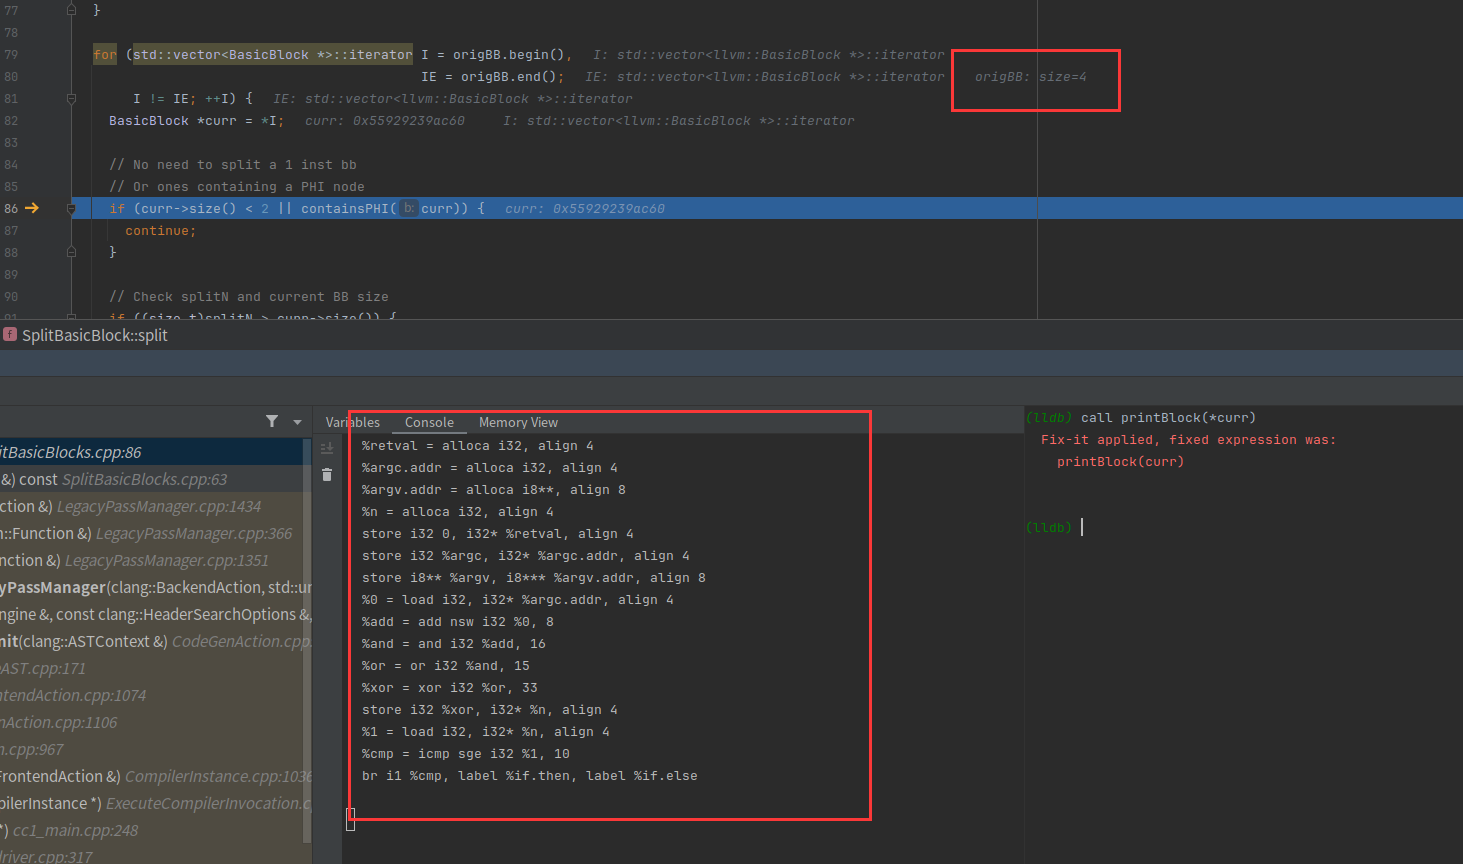 77 }
78
79 for (std::vector<BasicBlock *>::iterator I = origBB.begin(), I: std::vector<llvm::BasicBlock *>::iterator
80 IE = origBB.end(); IE: std::vector<llvm::BasicBlock *>::iterator origBB: size=4
81 I != IE; ++I) { IE: std::vector<llvm::BasicBlock *>::iterator
82 BasicBlock *curr = *I; curr: 0x55929239ac60 I: std::vector<llvm::BasicBlock *>::iterator
83
84 // No need to split a 1 inst bb
85 // Or ones containing a PHI node
86 if (curr->size() < 2 || containsPHI( b: curr)) { curr: 0x55929239ac60
87 continue;
88 }
89
90 // Check splitN and current BB size
91 if ((size_t)splitN > curr->size()) {
f SplitBasicBlock::split
itBasicBlocks.cpp:86
&) const SplitBasicBlocks.cpp:63
ction &) LegacyPassManager.cpp:1434
n::Function &) LegacyPassManager.cpp:366
nction &) LegacyPassManager.cpp:1351
yPassManager(clang::BackendAction, std::un
ngine &, const clang::HeaderSearchOptions &,
nit(clang::ASTContext &) CodeGenAction.cpp
AST.cpp:171
ntendAction.cpp:1074
nAction.cpp:1106
n.cpp:967
FrontendAction &) CompilerInstance.cpp:1036
pilerInstance *) ExecuteCompilerInvocation.c
*) cc1_main.cpp:248
driver.cpp:317
Variables Console Memory View
%retval = alloca i32, align 4
%argc.addr = alloca i32, align 4
%argv.addr = alloca i8**, align 8
%n = alloca i32, align 4
store i32 0, i32* %retval, align 4
store i32 %argc, i32* %argc.addr, align 4
store i8** %argv, i8*** %argv.addr, align 8
%0 = load i32, i32* %argc.addr, align 4
%add = add nsw i32 %0, 8
%and = and i32 %add, 16
%or = or i32 %and, 15
%xor = xor i32 %or, 33
store i32 %xor, i32* %n, align 4
%1 = load i32, i32* %n, align 4
%cmp = icmp sge i32 %1, 10
br i1 %cmp, label %if.then, label %if.else
(lldb) call printBlock(*curr)
Fix-it applied, fixed expression was:
printBlock(curr)
(lldb)